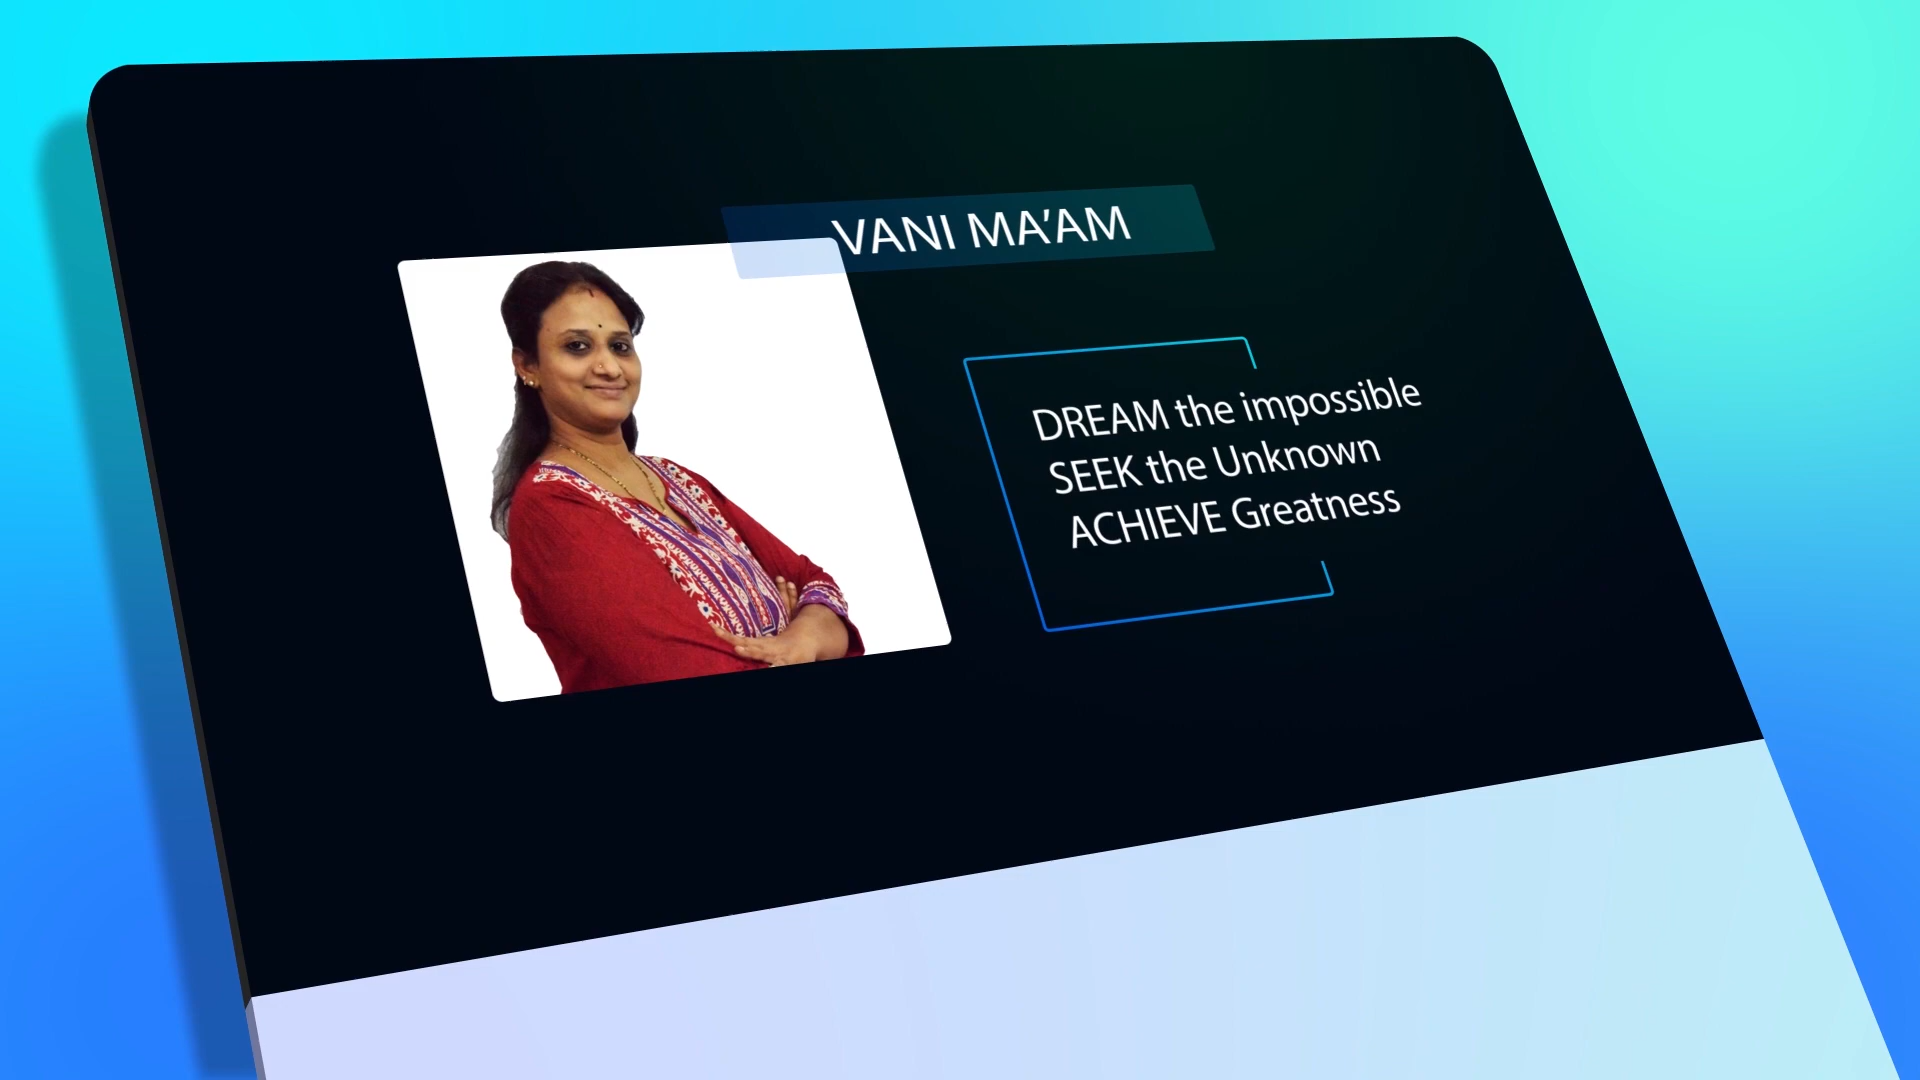 VANI MA’AM
DREAM the impossible
SEEK the Unknown
ACHIEVE Greatness